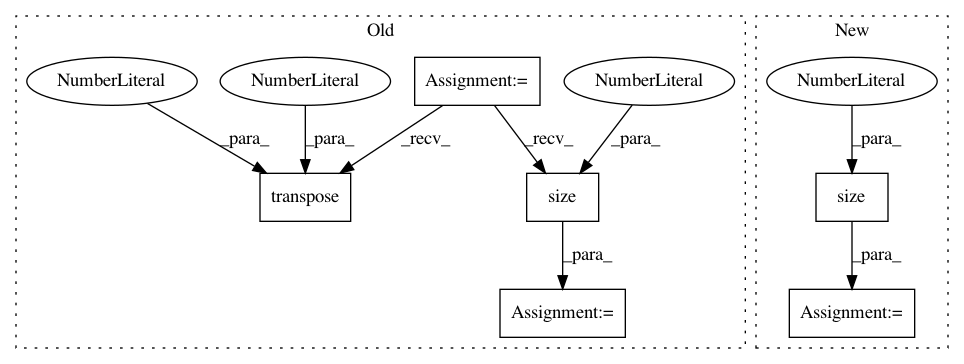 Old
New
NumberLiteral
NumberLiteral
Assignment:=
NumberLiteral
NumberLiteral
_para_
_para_
_recv_
_recv_
_para_
_para_
transpose
size
size
_para_
_para_
Assignment:=
Assignment:=